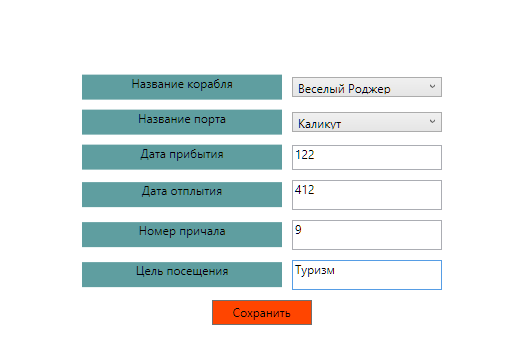 Название корабля
Веселый Роджер
Название порта
Каликут
Дата прибытия
122
Дата отплытия
412
Номер причала
9
Цель посещения
Туризм
Сохранить